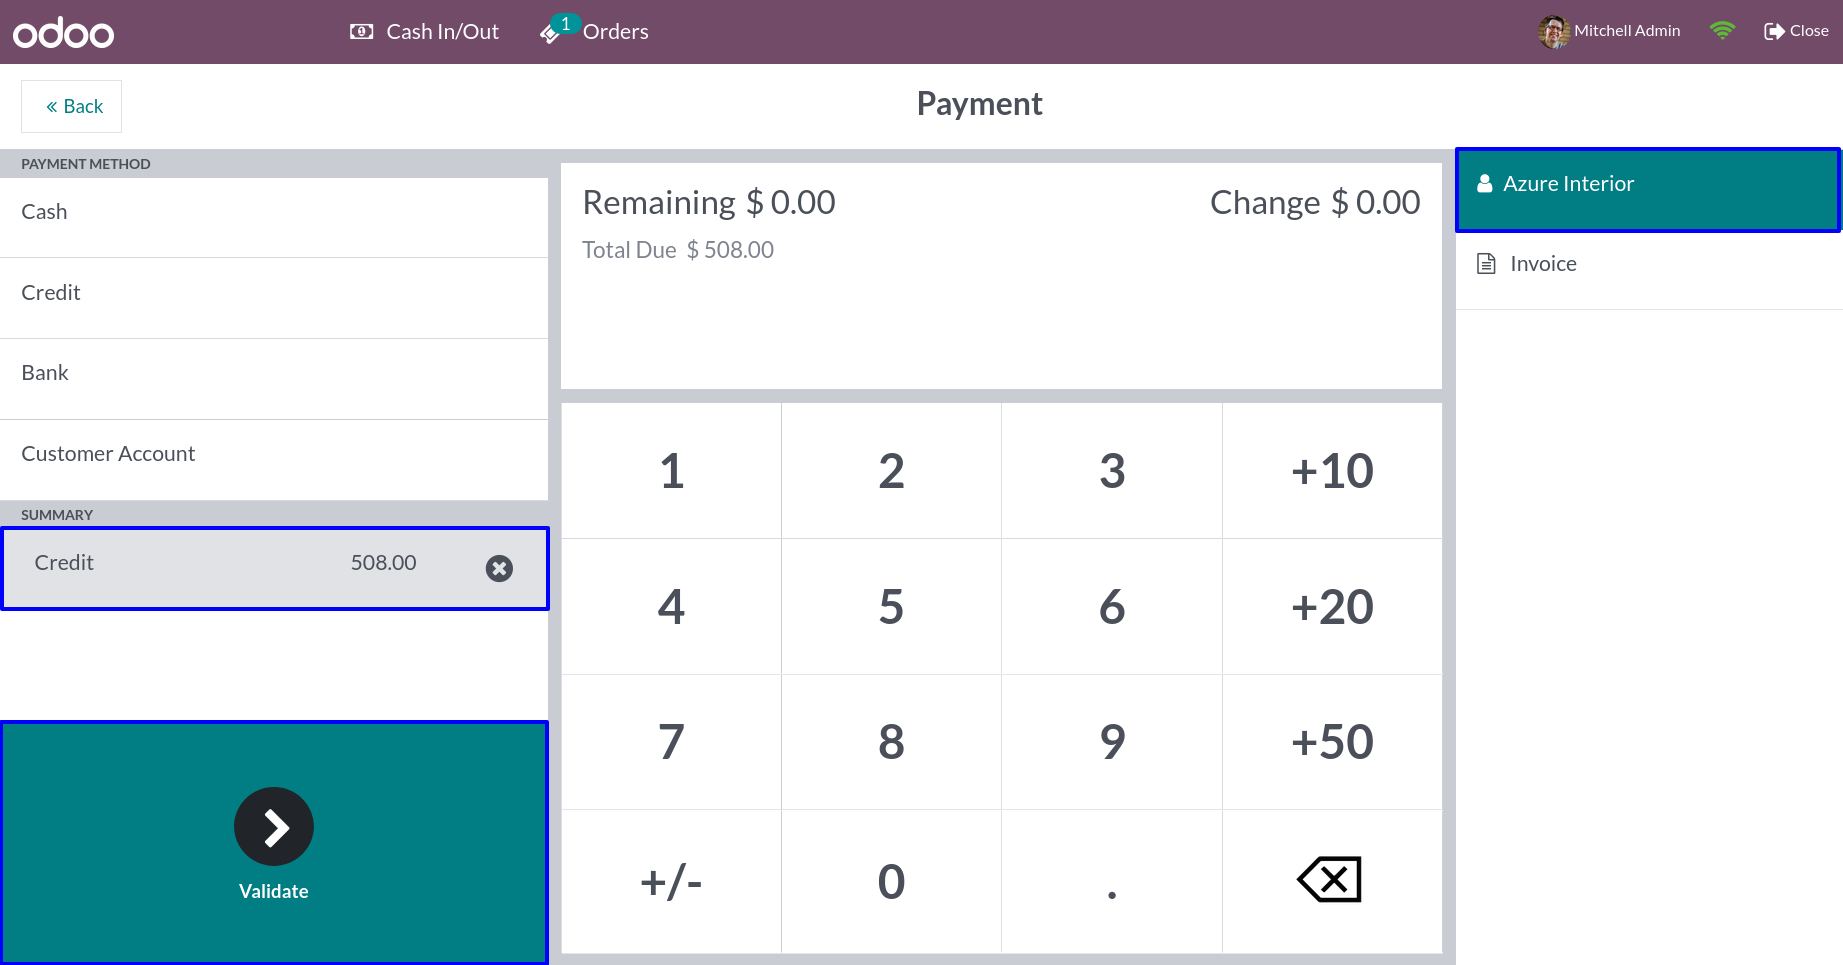 odoo
Cash In/Out
1
Orders
Mitchell Admin
Close
« Back
Payment
PAYMENT METHOD
Cash
Credit
Bank
Customer Account
SUMMARY
Credit 508.00
Validate
Remaining $ 0.00
Change $ 0.00
Total Due $ 508.00
1 2 3 +10
4 5 6 +20
7 8 9 +50
+/- 0 .
Azure Interior
Invoice